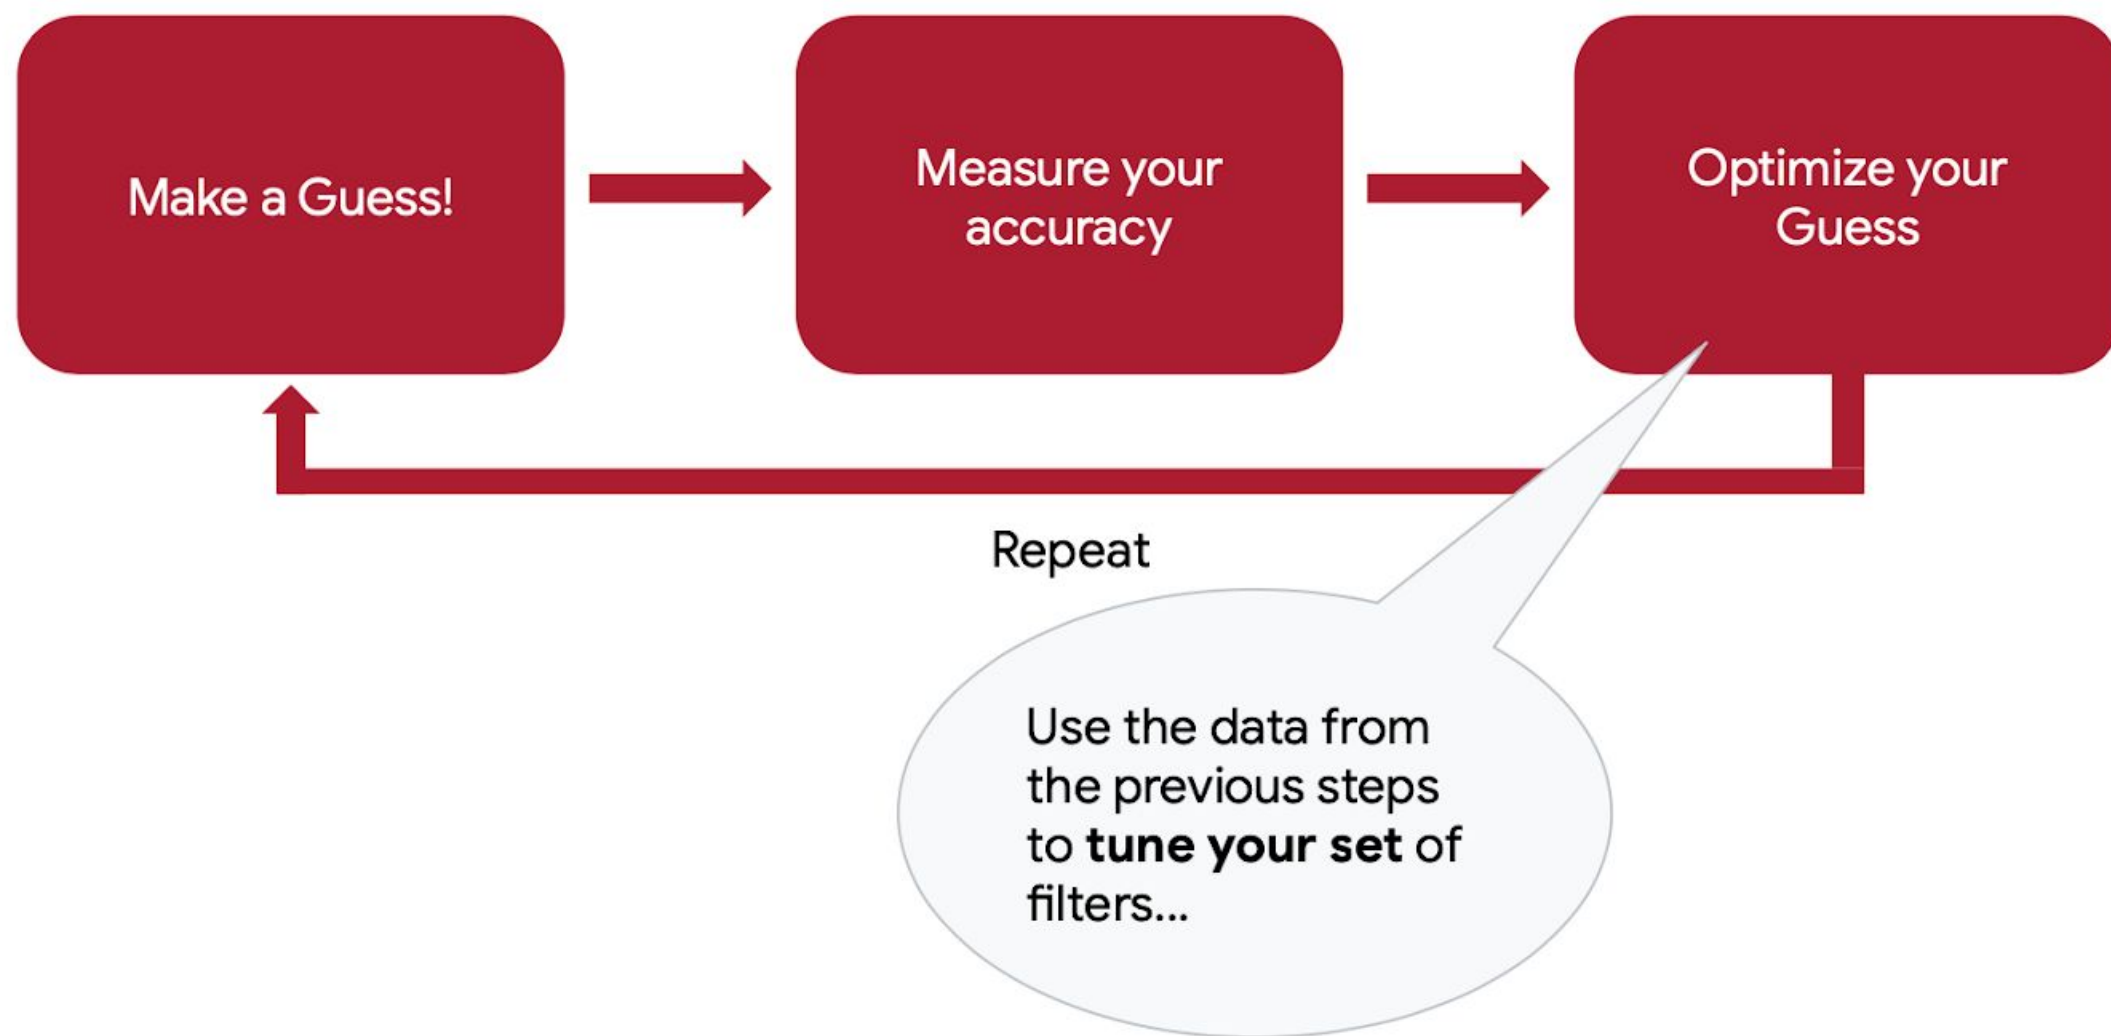 Make a Guess!
Measure your
accuracy
Optimize your
Guess
Repeat
Use the data from
the previous steps
to tune your set of
filters...